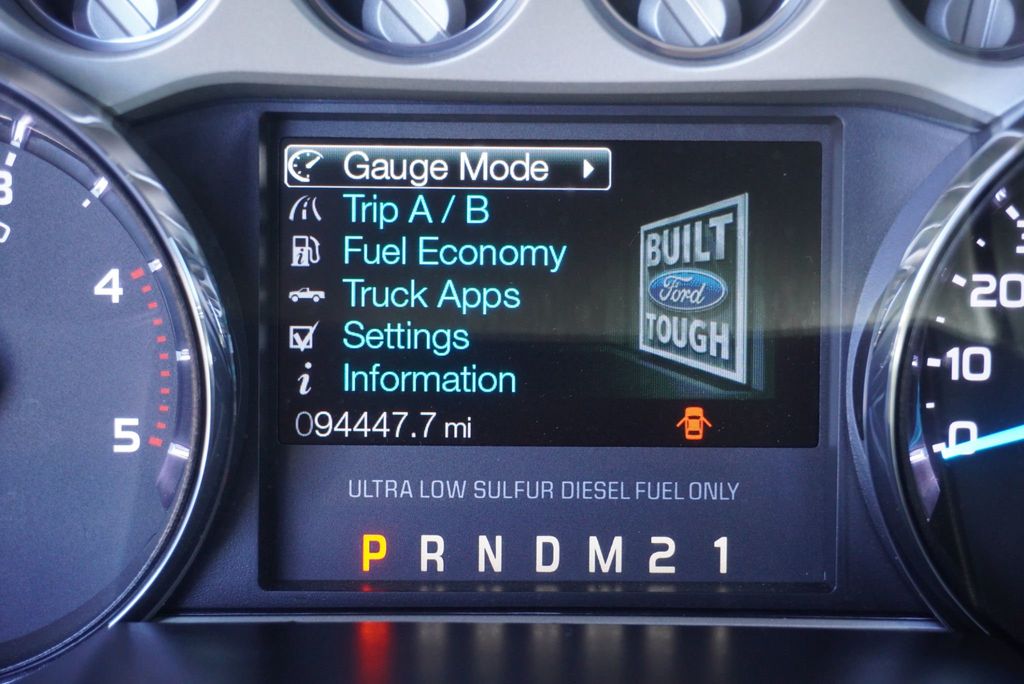 Gauge Mode
Trip A / B
Fuel Economy
Truck Apps
Settings
Information
094447.7 mi
BUILT
Ford
TOUGH
ULTRA LOW SULFUR DIESEL FUEL ONLY
P R N D M 2 1
3
4
5
20
10
0